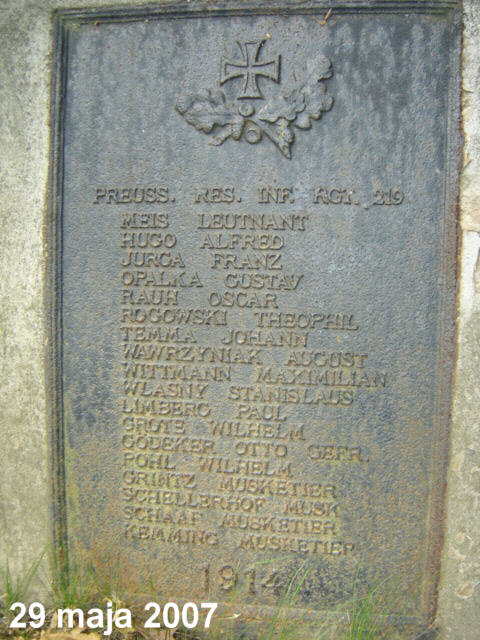 PREUSS. RES. INF. RGT. 219
MEIS LEUTNANT
HUGO ALFRED
JURGA FRANZ
OPALKA GUSTAV
RAUH OSCAR
ROGOWSKI THEOPHIL
TEMMA JOHANN
WAWRZYNIAK AUGUST
WITTMANN MAXIMILIAN
WLASNY STANISLAUS
LIMBERG PAUL
GROTE WILHELM
GÖDEKER OTTO GEFR.
POHL WILHELM
GRINTZ MUSKETIER
SCHELLERHOF MUSK
SCHAAF MUSKETIER
KEMMING MUSKETIER
1914
29 maja 2007